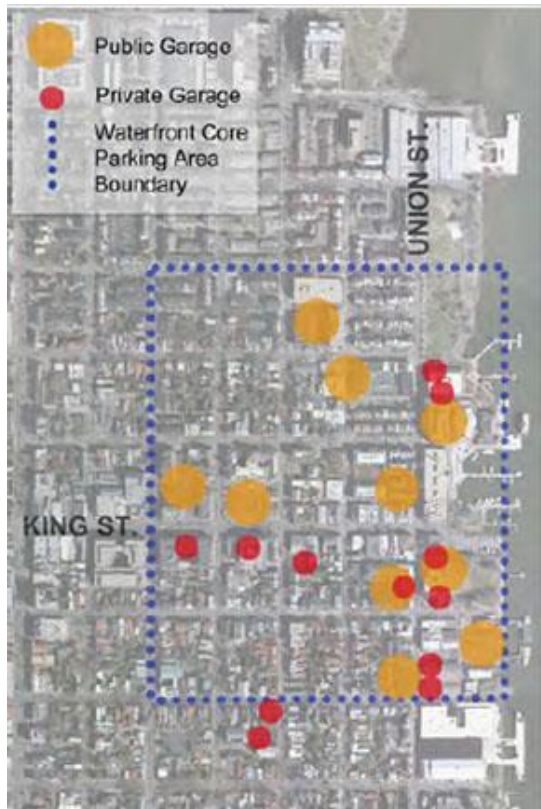 Public Garage
Private Garage
Waterfront Core
Parking Area
Boundary
UNION ST.
KING ST.